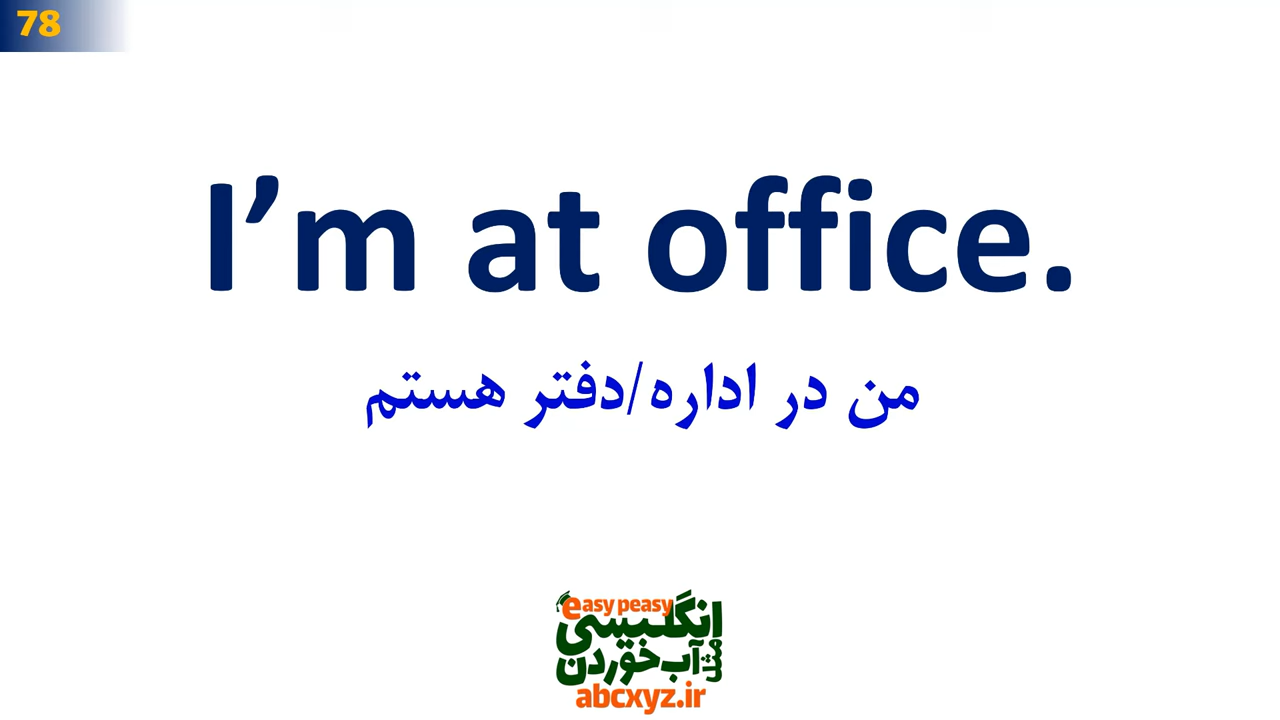 78
I’m at office.
من در اداره/دفتر هستم
easy peasy
انگلیسی
مثل آب خوردن
abcxyz.ir